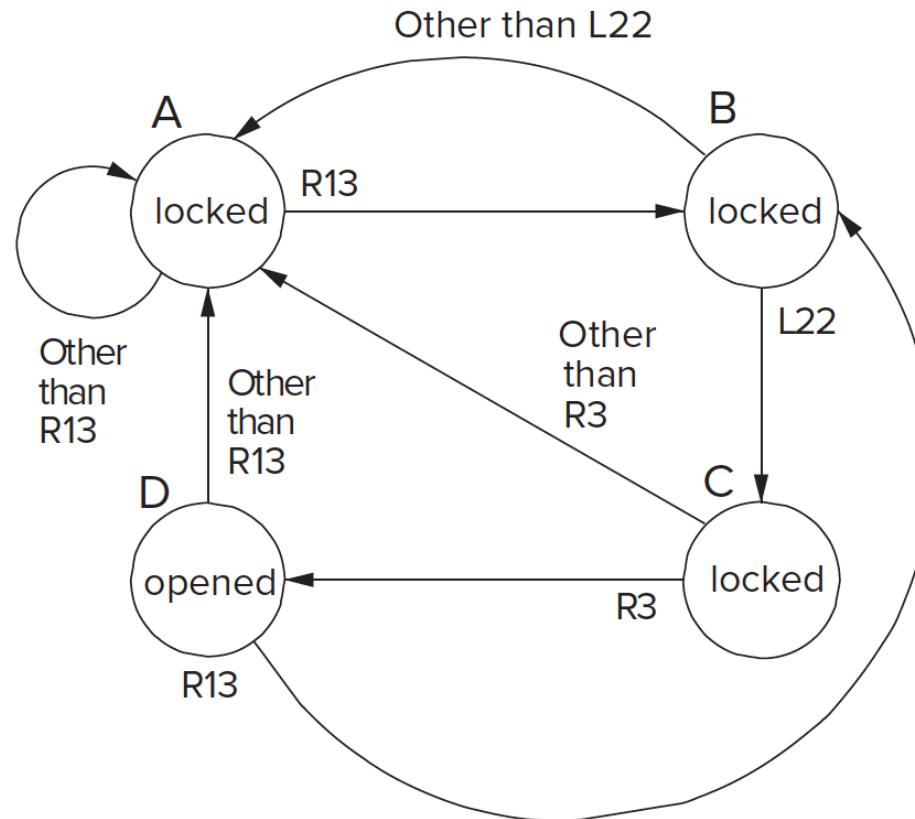 Other than L22
A
B
locked
R13
locked
Other
than
R13
Other
than
R13
Other
than
R3
L22
D
C
opened
locked
R3
R13